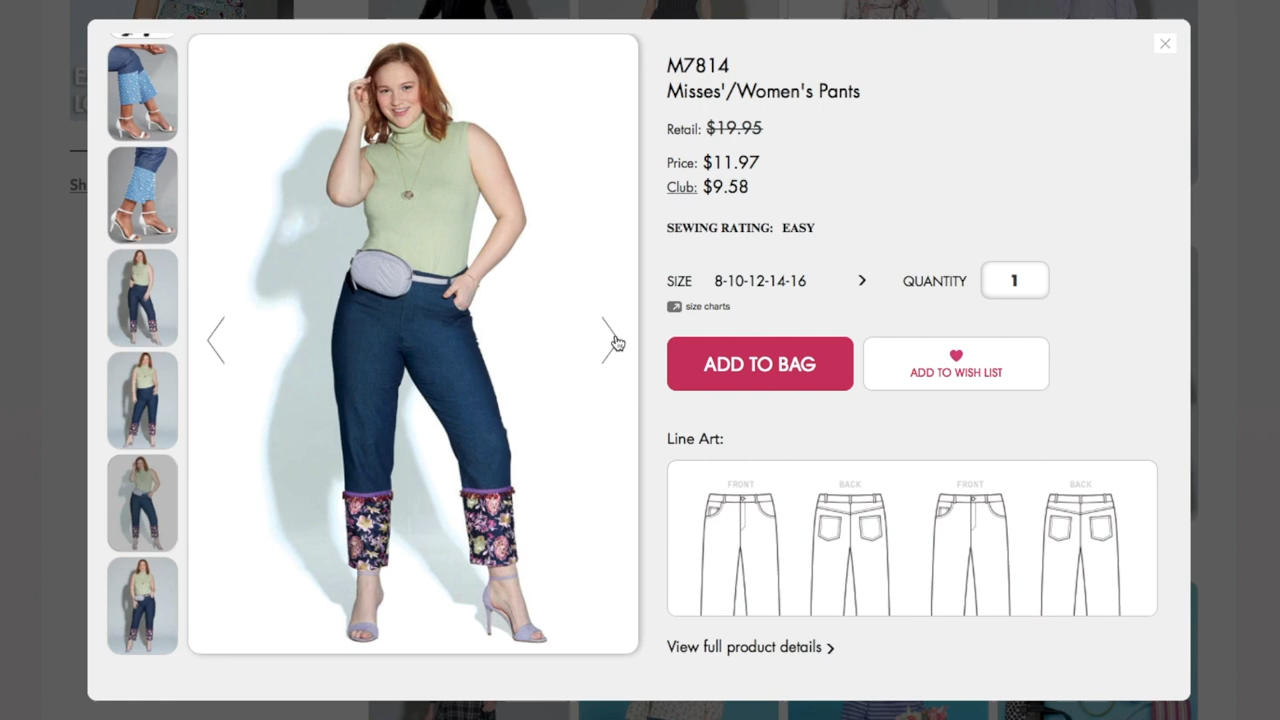 M7814
Misses'/Women's Pants
Retail: $19.95
Price: $11.97
Club: $9.58
SEWING RATING: EASY
SIZE 8-10-12-14-16 > QUANTITY 1
size charts
ADD TO BAG
ADD TO WISH LIST
Line Art:
FRONT BACK FRONT BACK
View full product details >
Sh